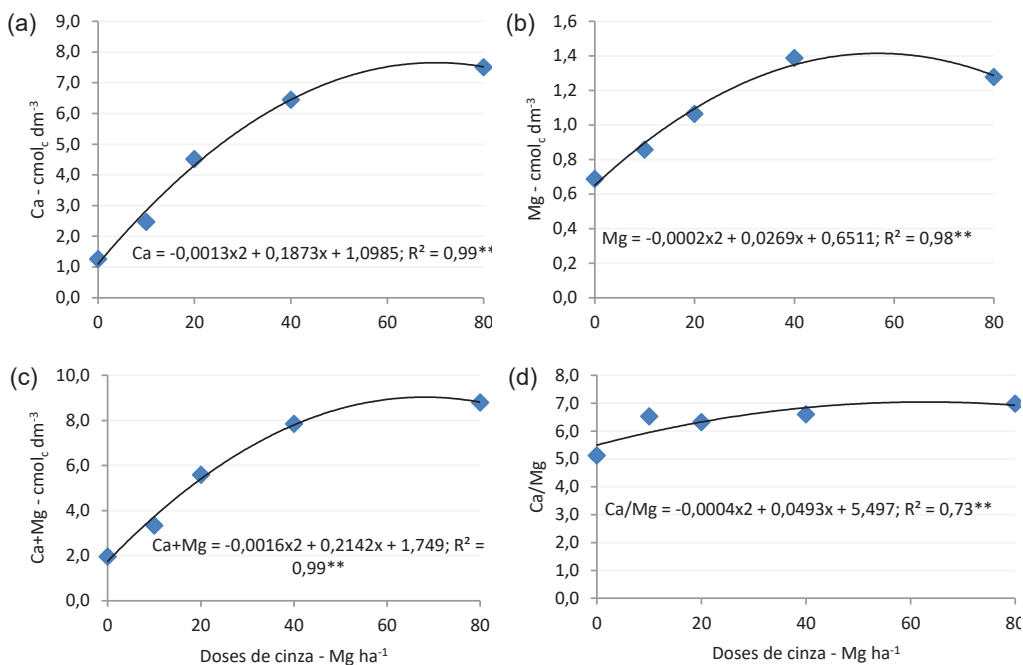 (a)
9,0
8,0
7,0
6,0
5,0
4,0
3,0
2,0
1,0
0,0
Ca - cmolc dm-3
Ca = -0,0013x2 + 0,1873x + 1,0985; R² = 0,99**
0 20 40 60 80
(b)
1,6
1,4
1,2
1,0
0,8
0,6
0,4
0,2
0,0
Mg - cmolc dm-3
Mg = -0,0002x2 + 0,0269x + 0,6511; R² = 0,98**
0 20 40 60 80
(c)
10,0
8,0
6,0
4,0
2,0
0,0
Ca+Mg - cmolc dm-3
Ca+Mg = -0,0016x2 + 0,2142x + 1,749; R² =
0,99**
0 20 40 60 80
Doses de cinza - Mg ha-1
(d)
8,0
7,0
6,0
5,0
4,0
3,0
2,0
1,0
0,0
Ca/Mg
Ca/Mg = -0,0004x2 + 0,0493x + 5,497; R² = 0,73**
0 20 40 60 80
Doses de cinza - Mg ha-1